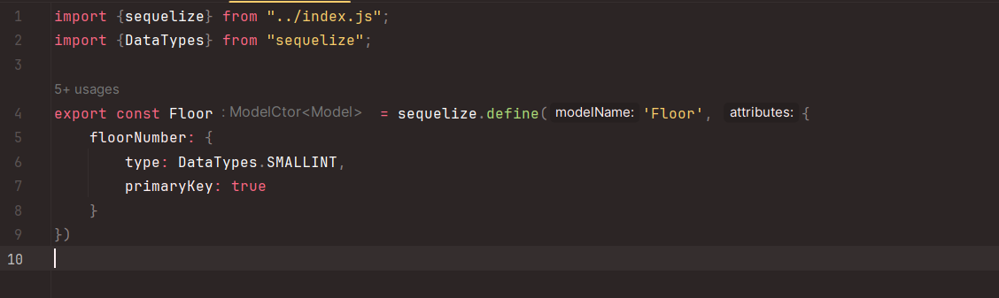 1 import {sequelize} from "../index.js";
2 import {DataTypes} from "sequelize";
3
5+ usages
4 export const Floor : ModelCtor<Model> = sequelize.define( modelName: 'Floor', attributes: {
5 floorNumber: {
6 type: DataTypes.SMALLINT,
7 primaryKey: true
8 }
9 })
10